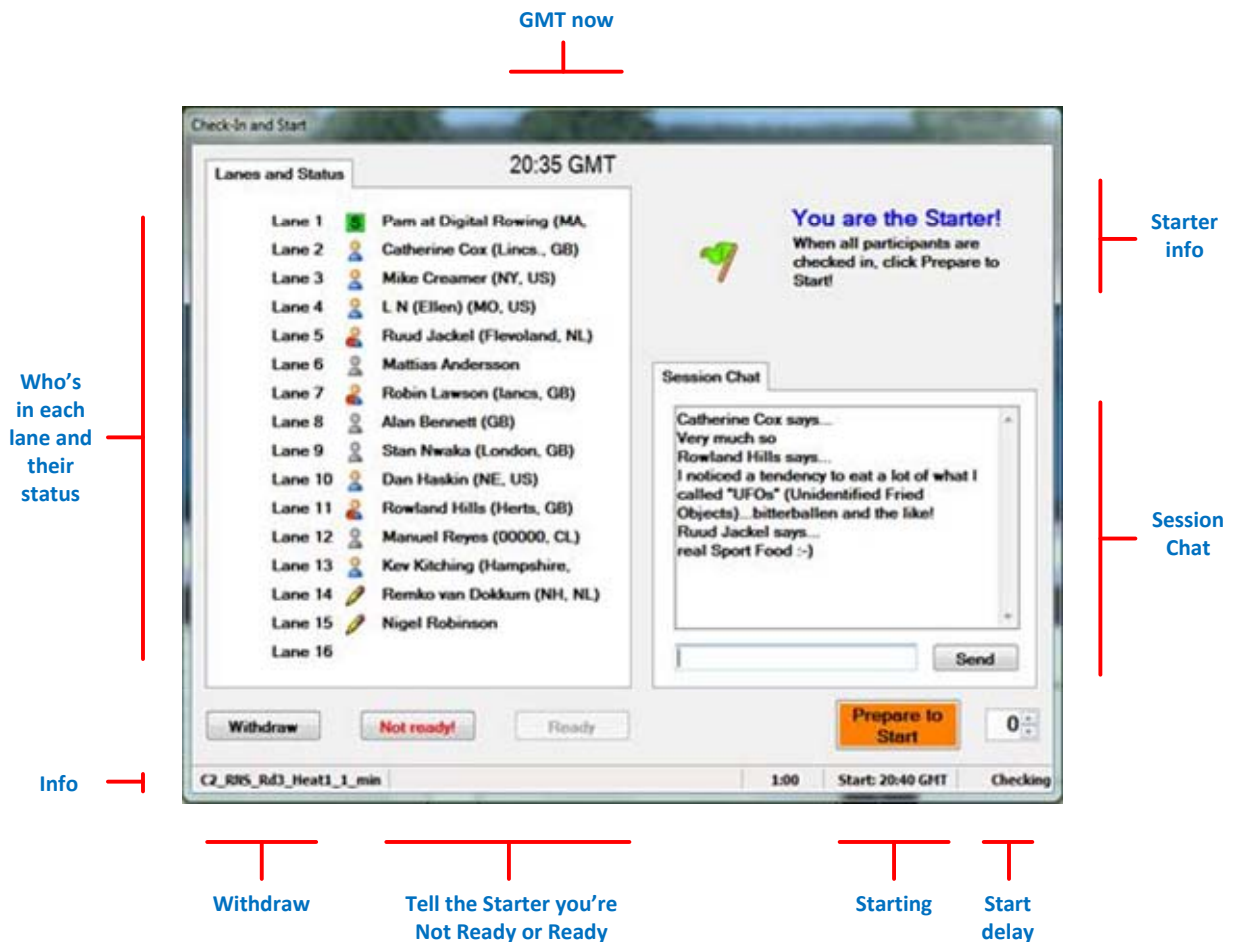 GMT now
Check-In and Start
20:35 GMT
Lanes and Status
Lane 1 S Pam at Digital Rowing (MA,
Lane 2 Catherine Cox (Lincs., GB)
Lane 3 Mike Creamer (NY, US)
Lane 4 L N (Ellen) (MO, US)
Lane 5 Ruud Jackel (Flevoland, NL)
Lane 6 Mattias Andersson
Lane 7 Robin Lawson (lancs, GB)
Lane 8 Alan Bennett (GB)
Lane 9 Stan Nwaka (London, GB)
Lane 10 Dan Haskin (NE, US)
Lane 11 Rowland Hills (Herts, GB)
Lane 12 Manuel Reyes (00000, CL)
Lane 13 Kev Kitching (Hampshire,
Lane 14 Remko van Dokkum (NH, NL)
Lane 15 Nigel Robinson
Lane 16
You are the Starter!
When all participants are
checked in, click Prepare to
Start!
Starter
info
Who's
in each
lane and
their
status
Session Chat
Catherine Cox says...
Very much so
Rowland Hills says...
I noticed a tendency to eat a lot of what I
called "UFOs" (Unidentified Fried
Objects)...bitterballen and the like!
Ruud Jackel says...
real Sport Food :-)
Send
Session
Chat
Withdraw
Not ready!
Ready
Prepare to
Start
0
Info
C2_RNS_Rd3_Heat1_1_min
1:00
Start: 20:40 GMT
Checking
Withdraw
Tell the Starter you're
Not Ready or Ready
Starting
Start
delay